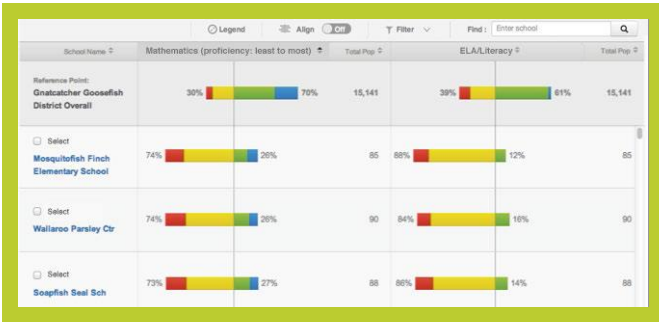 Legend Align Off Filter Find : Enter school
School Name Mathematics (proficiency: least to most) Total Pop ELA/Literacy Total Pop
Reference Point:
Gnatcatcher Goosefish
District Overall
30% 70% 15,141 39% 61% 15,141
Select
Mosquitofish Finch
Elementary School
74% 26% 85 88% 12% 85
Select
Wallaroo Parsley Ctr
74% 26% 90 84% 16% 90
Select
Soapfish Seal Sch
73% 27% 88 86% 14% 88